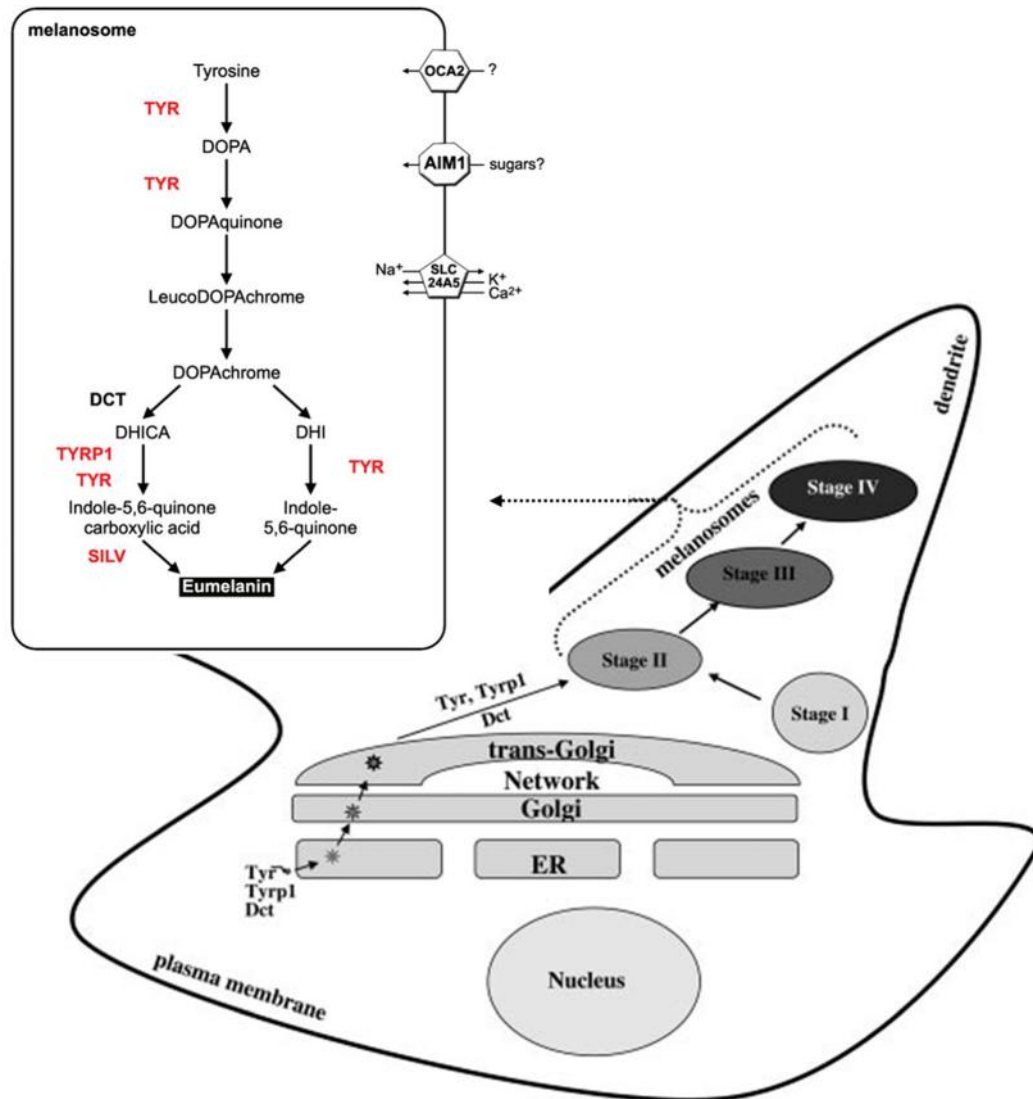 melanosome
Tyrosine
TYR
DOPA
TYR
DOPAquinone
LeucoDOPAchrome
DOPAchrome
DCT
DHICA
DHI
TYRP1
TYR
TYR
Indole-5,6-quinone
carboxylic acid
Indole-
5,6-quinone
SILV
Eumelanin
OCA2
?
AIM1
sugars?
Na+
SLC
24A5
K+
Ca2+
dendrite
melanosomes
Stage IV
Stage III
Stage II
Stage I
Tyr, Tyrp1
Dct
trans-Golgi
Network
Golgi
ER
Tyr
Tyrp1
Dct
Nucleus
plasma membrane